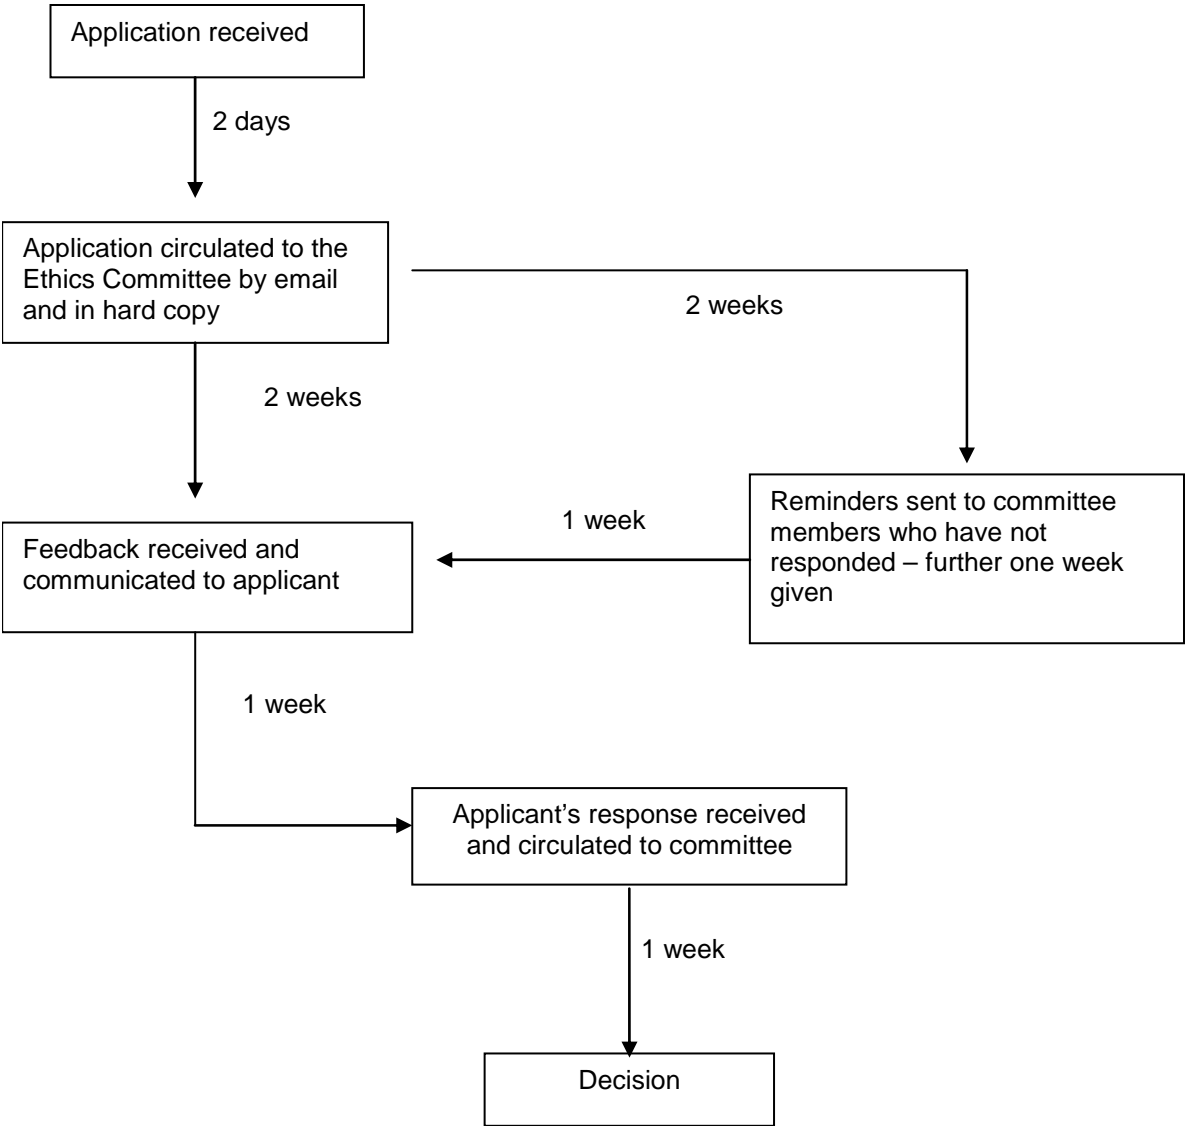 Application received
2 days
Application circulated to the
Ethics Committee by email
and in hard copy
2 weeks
2 weeks
Reminders sent to committee
members who have not
responded – further one week
given
1 week
Feedback received and
communicated to applicant
1 week
Applicant’s response received
and circulated to committee
1 week
Decision